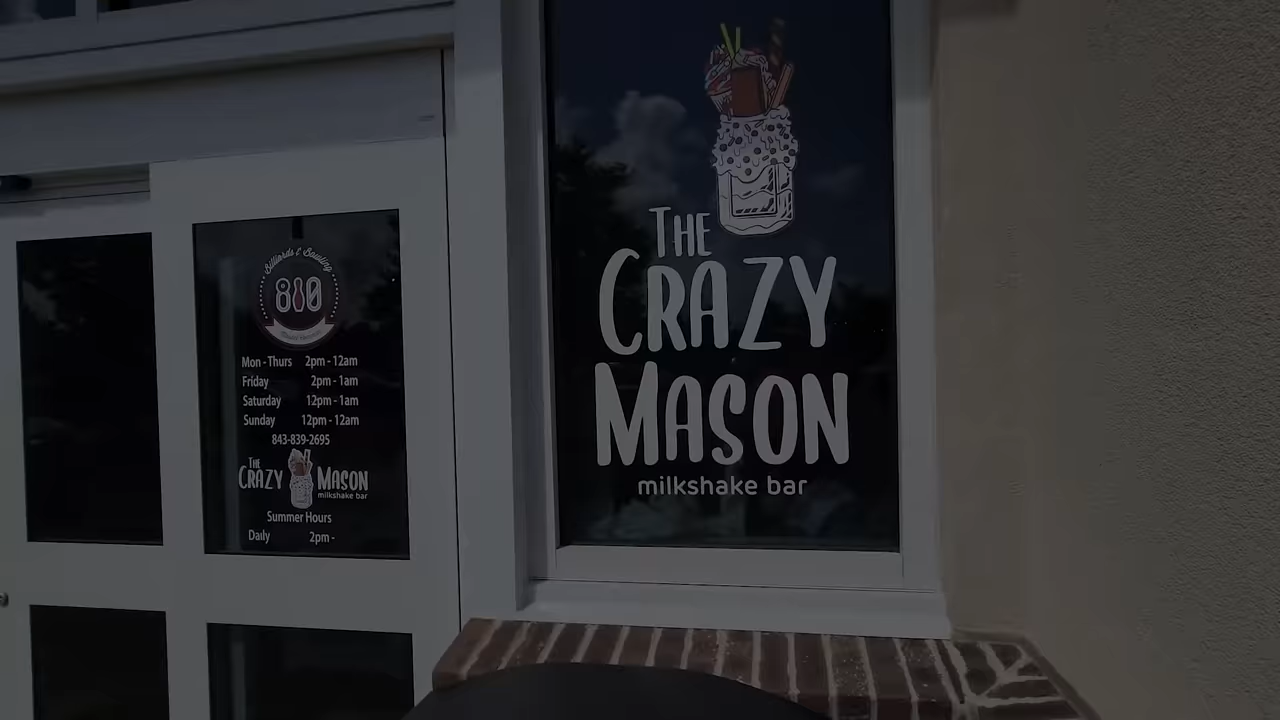 Billiards & Bowling
810
Mon - Thurs 2pm - 12am
Friday 2pm - 1am
Saturday 12pm - 1am
Sunday 12pm - 12am
843-839-2695
THE
CRAZY MASON
milkshake bar
Summer Hours
Daily 2pm -
THE
CRAZY
MASON
milkshake bar